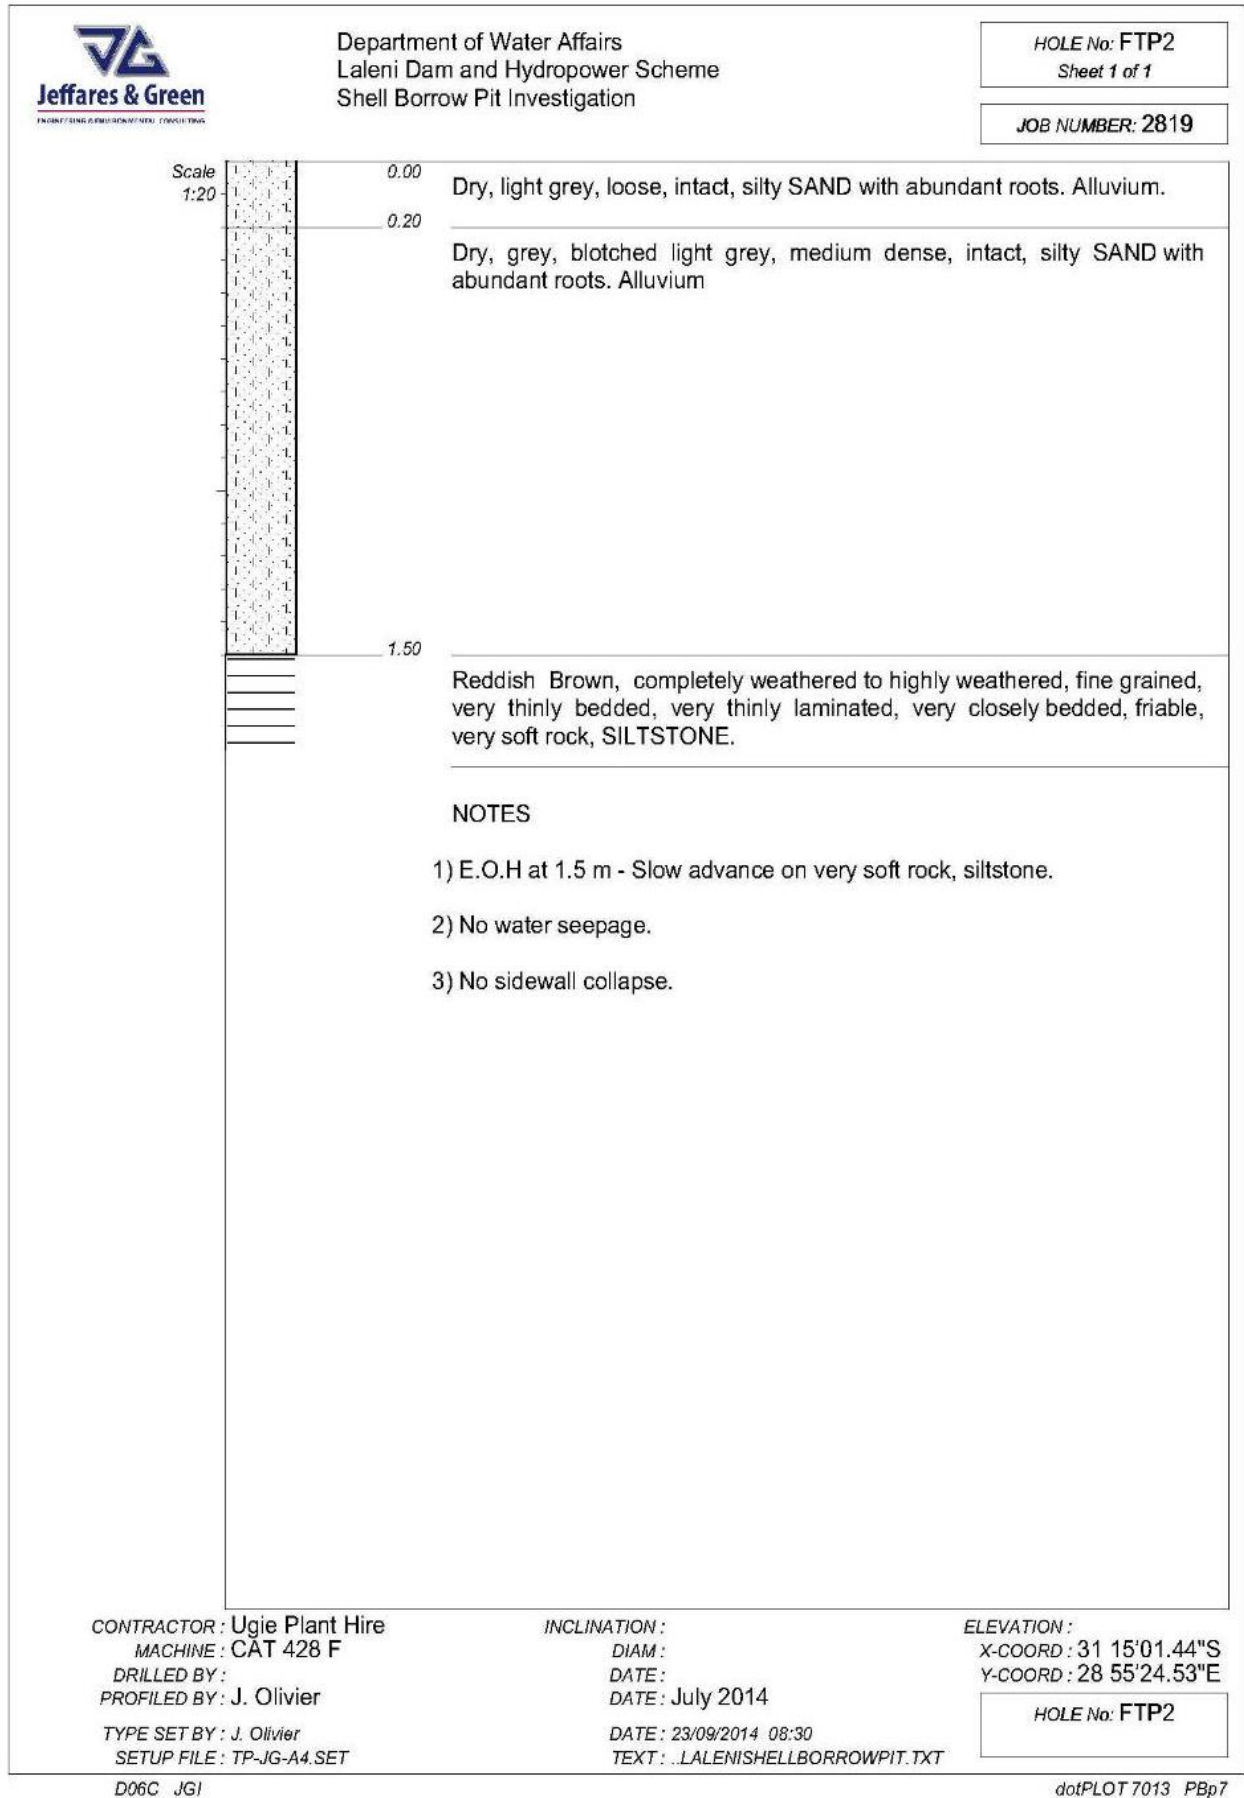 Jeffares & Green
ENGINEERING & ENVIRONMENTAL CONSULTING
Department of Water Affairs
Laleni Dam and Hydropower Scheme
Shell Borrow Pit Investigation
HOLE No: FTP2
Sheet 1 of 1
JOB NUMBER: 2819
Scale
1:20
0.00
Dry, light grey, loose, intact, silty SAND with abundant roots. Alluvium.
0.20
Dry, grey, blotched light grey, medium dense, intact, silty SAND with
abundant roots. Alluvium
1.50
Reddish Brown, completely weathered to highly weathered, fine grained,
very thinly bedded, very thinly laminated, very closely bedded, friable,
very soft rock, SILTSTONE.
NOTES
1) E.O.H at 1.5 m - Slow advance on very soft rock, siltstone.
2) No water seepage.
3) No sidewall collapse.
CONTRACTOR : Ugie Plant Hire
MACHINE : CAT 428 F
DRILLED BY :
PROFILED BY : J. Olivier
TYPE SET BY : J. Olivier
SETUP FILE : TP-JG-A4.SET
INCLINATION :
DIAM :
DATE :
DATE : July 2014
DATE : 23/09/2014 08:30
TEXT : ..LALENISHELLBORROWPIT.TXT
ELEVATION :
X-COORD : 31 15'01.44"S
Y-COORD : 28 55'24.53"E
HOLE No: FTP2
D06C JGI
dotPLOT 7013 PBp7